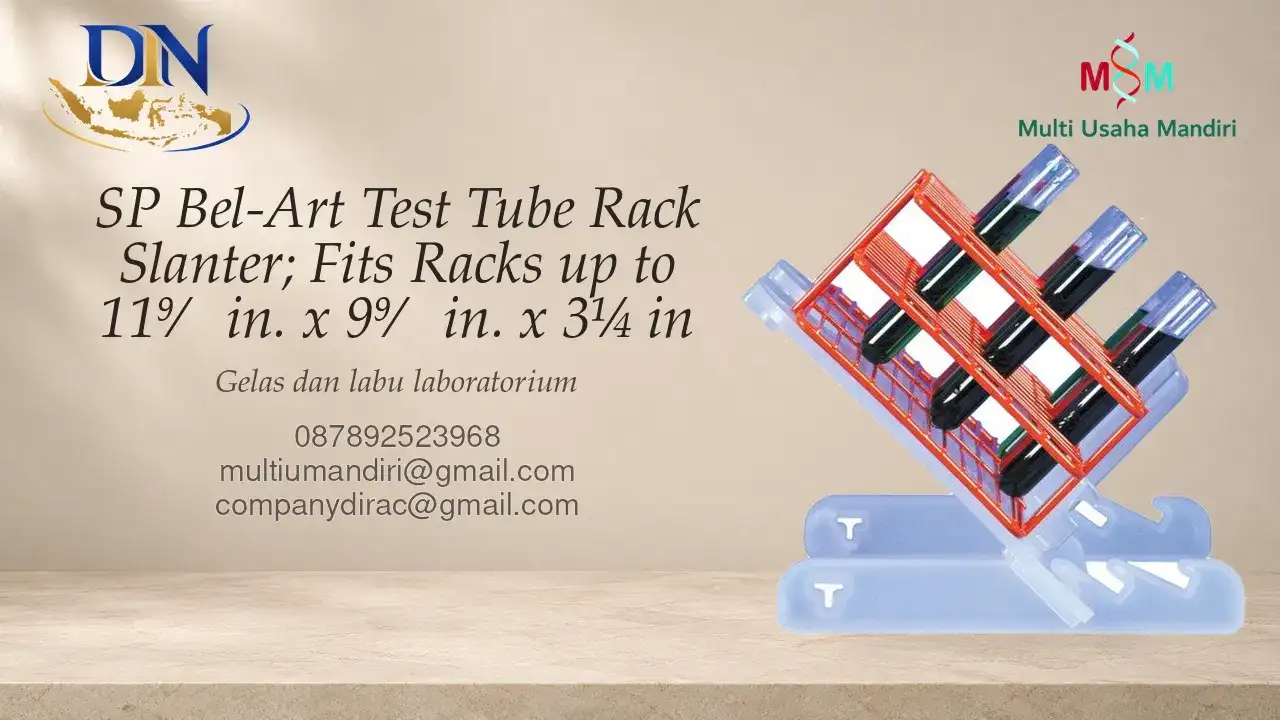 DIN
M M
Multi Usaha Mandiri
SP Bel-Art Test Tube Rack
Slanter; Fits Racks up to
11⁹⁄ in. x 9⁹⁄ in. x 3¼ in
Gelas dan labu laboratorium
087892523968
multiumandiri@gmail.com
companydirac@gmail.com